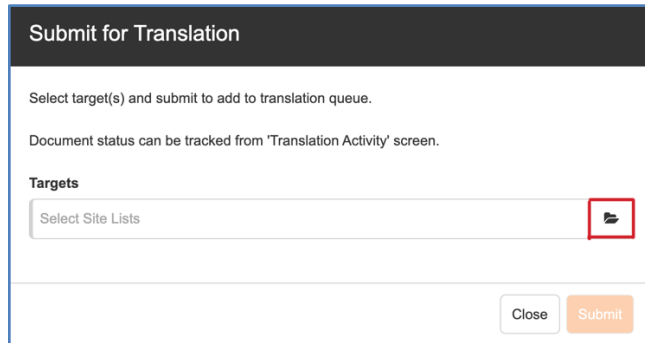 Submit for Translation
Select target(s) and submit to add to translation queue.
Document status can be tracked from 'Translation Activity' screen.
Targets
Select Site Lists
Close Submit